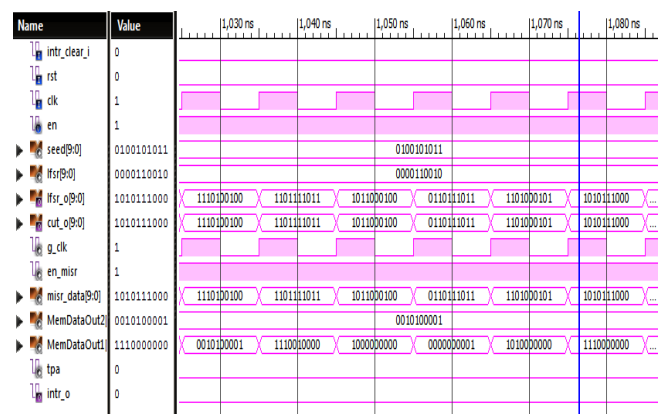 Name Value 1,030 ns 1,040 ns 1,050 ns 1,060 ns 1,070 ns 1,080 ns
intr_clear_i 0
rst 0
clk 1
en 1
seed[9:0] 0100101011 0100101011
lfsr[9:0] 0000110010 0000110010
lfsr_o[9:0] 1010111000 1110100100 1101111011 1011000100 0110111011 1101000101 1010111000 ...
cut_o[9:0] 1010111000 1110100100 1101111011 1011000100 0110111011 1101000101 1010111000 ...
g_clk 1
en_misr 1
misr_data[9:0] 1010111000 1110100100 1101111011 1011000100 0110111011 1101000101 1010111000 ...
MemDataOut2[ 0010100001 0010100001
MemDataOut1[ 1110000000 0010100001 1110010000 1000000000 0000000001 1010000000 1110000000 ...
tpa 0
intr_o 0